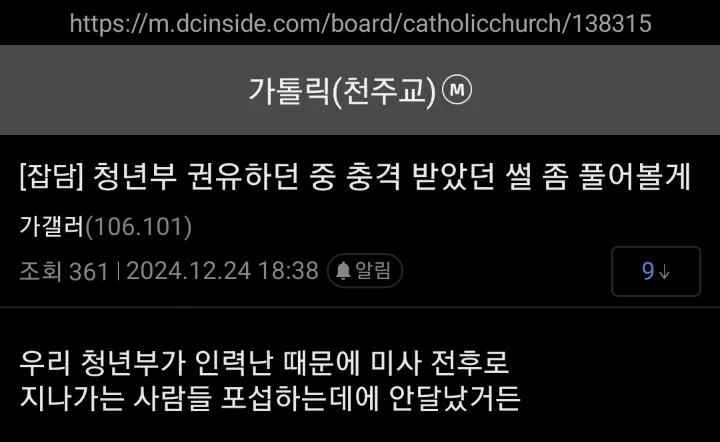 https://m.dcinside.com/board/catholicchurch/138315
가톨릭(천주교)Ⓜ
[잡담] 청년부 권유하던 중 충격 받았던 썰 좀 풀어볼게
가갤러(106.101)
조회 361 | 2024.12.24 18:38 알림
9↓
우리 청년부가 인력난 때문에 미사 전후로
지나가는 사람들 포섭하는데에 안달났거든